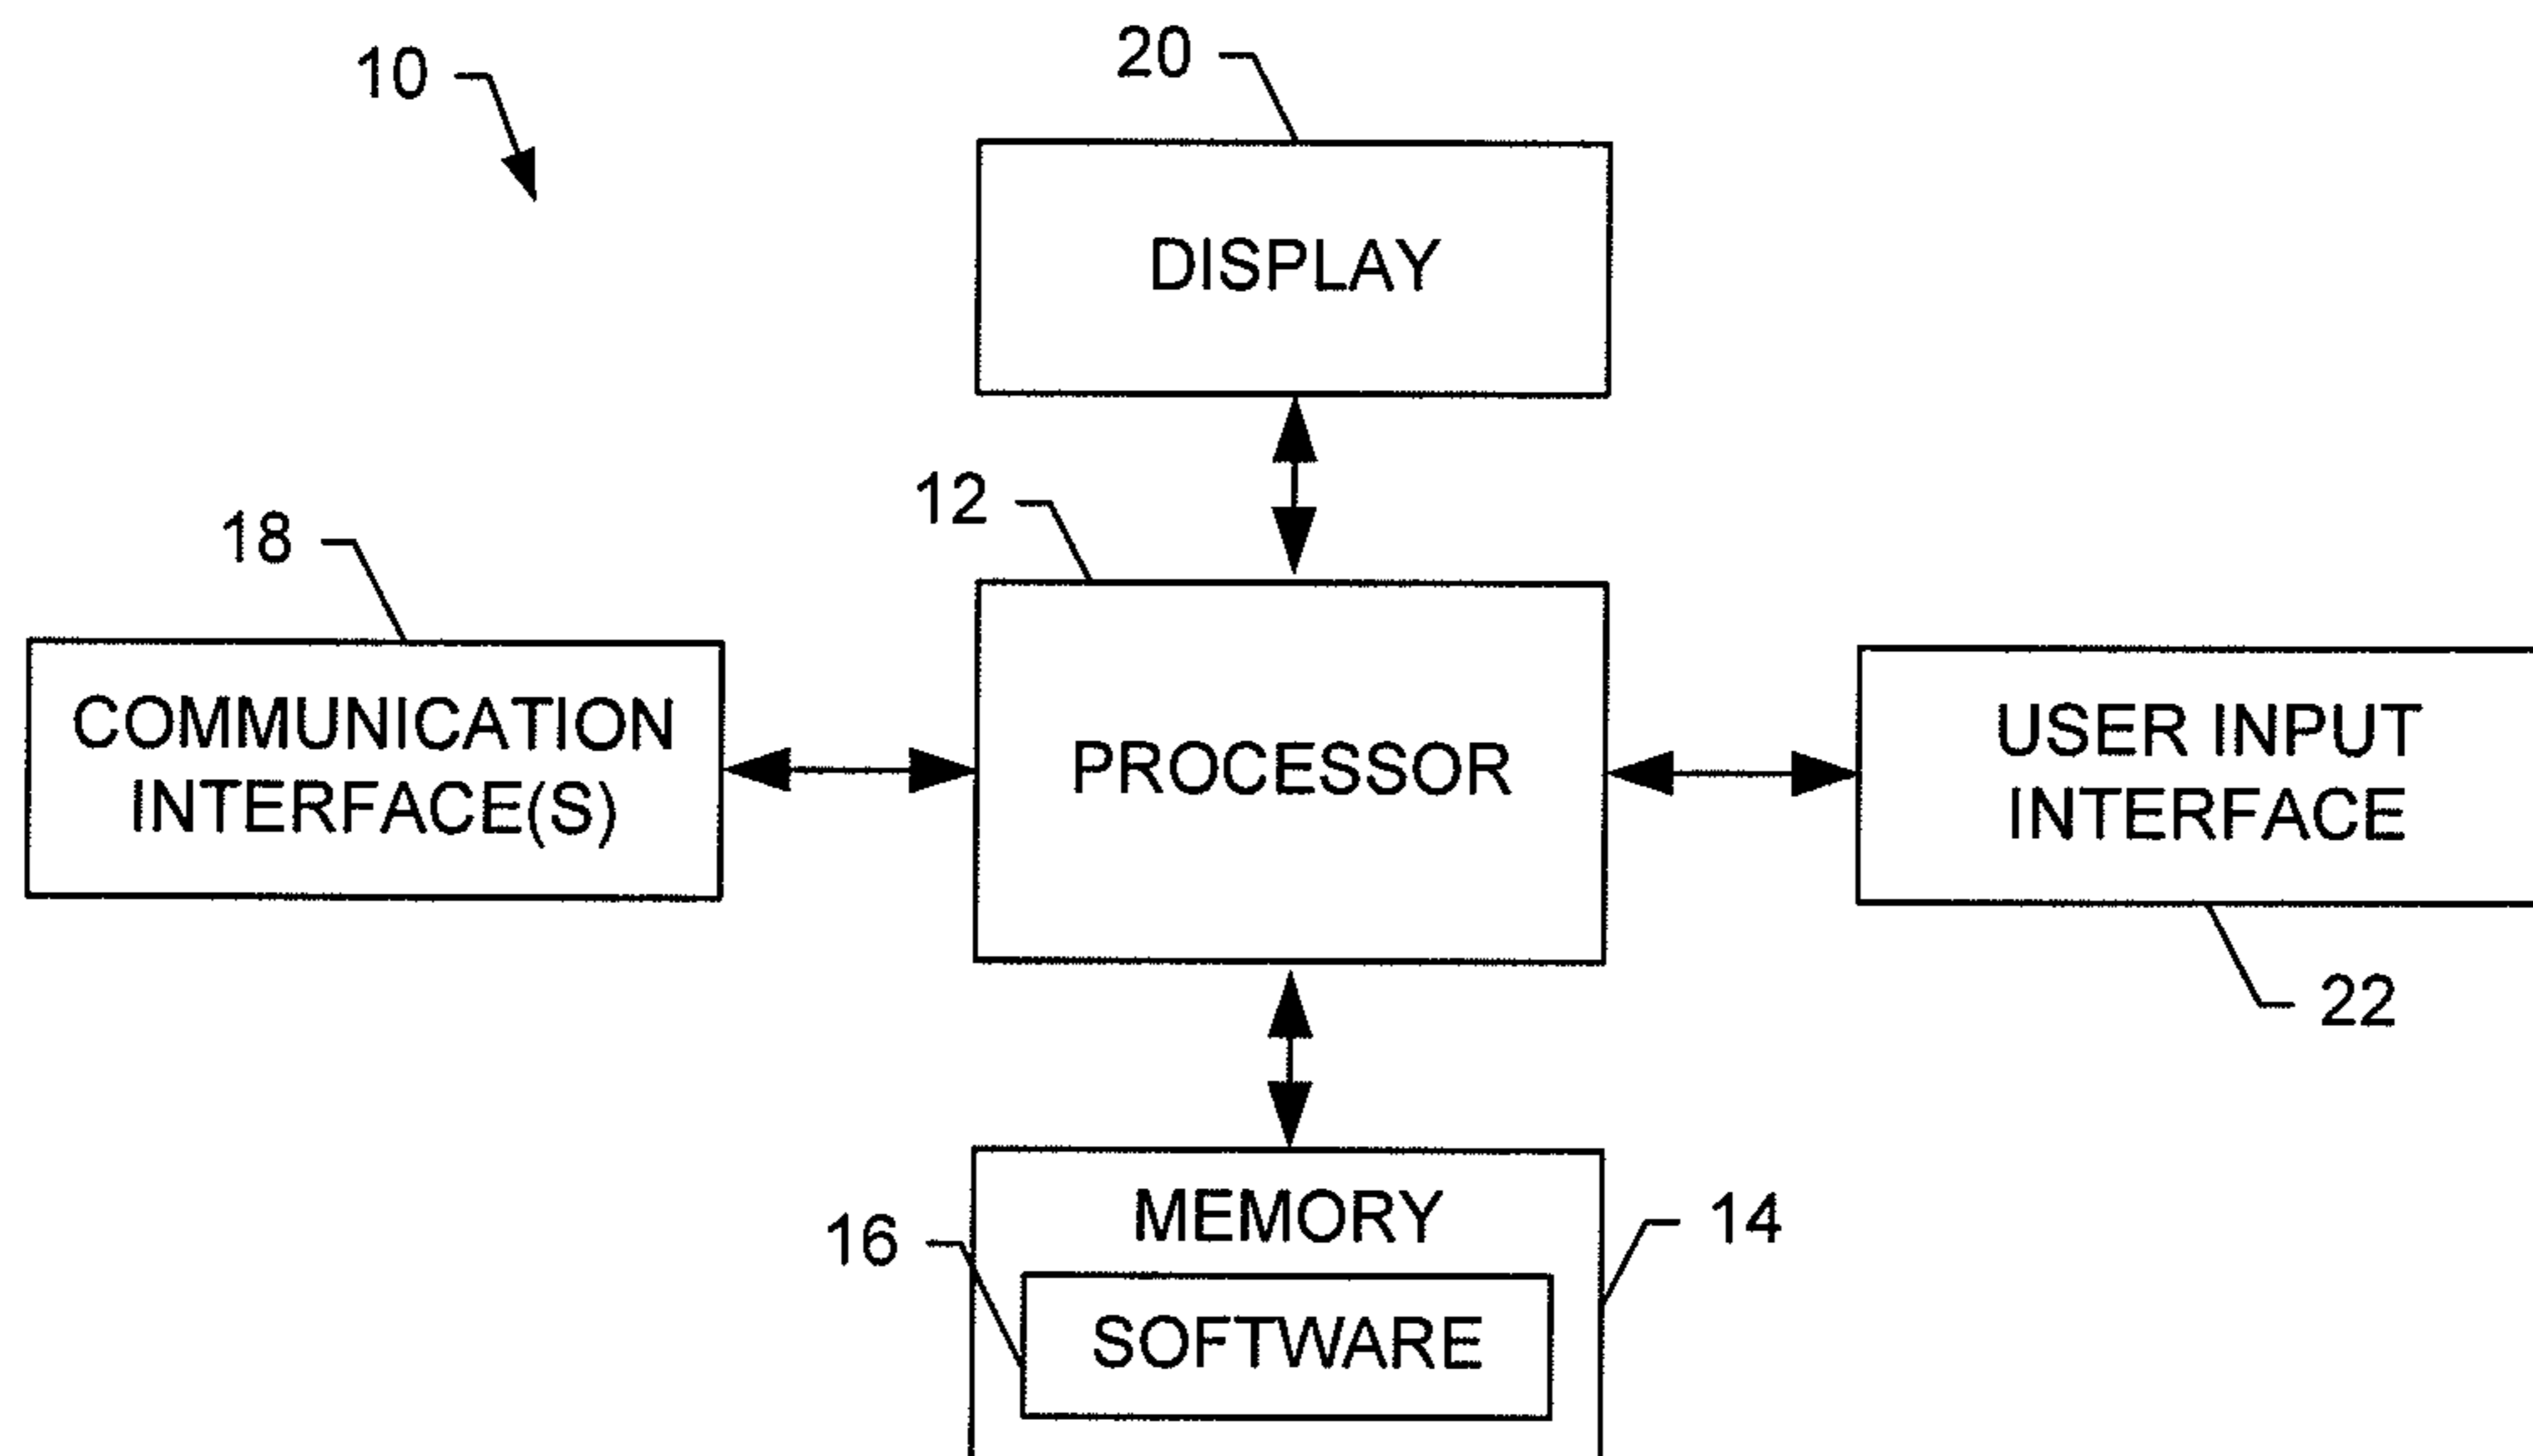 10
20
DISPLAY
12
18
COMMUNICATION
INTERFACE(S)
PROCESSOR
USER INPUT
INTERFACE
22
MEMORY
16
14
SOFTWARE